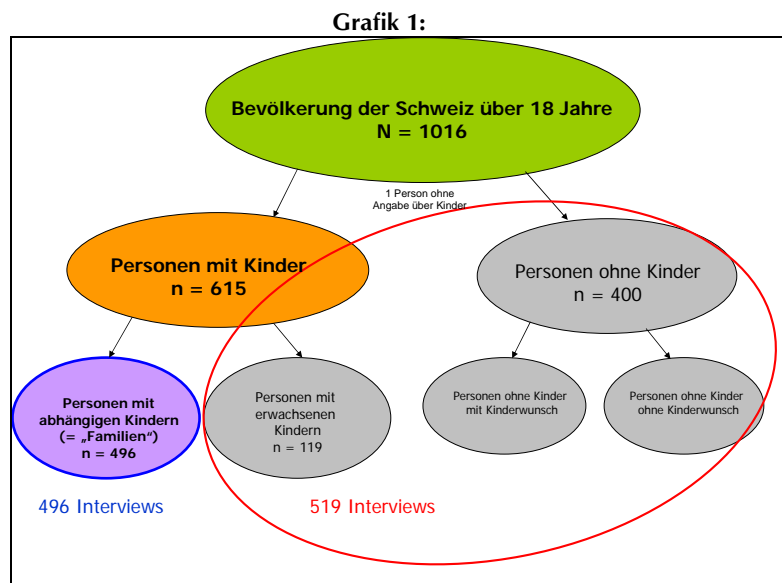 Grafik 1:
Bevölkerung der Schweiz über 18 Jahre
N = 1016
1 Person ohne
Angabe über Kinder
Personen mit Kinder
n = 615
Personen ohne Kinder
n = 400
Personen mit
abhängigen Kindern
(= „Familien“)
n = 496
Personen mit
erwachsenen
Kindern
n = 119
Personen ohne Kinder
mit Kinderwunsch
Personen ohne Kinder
ohne Kinderwunsch
496 Interviews
519 Interviews